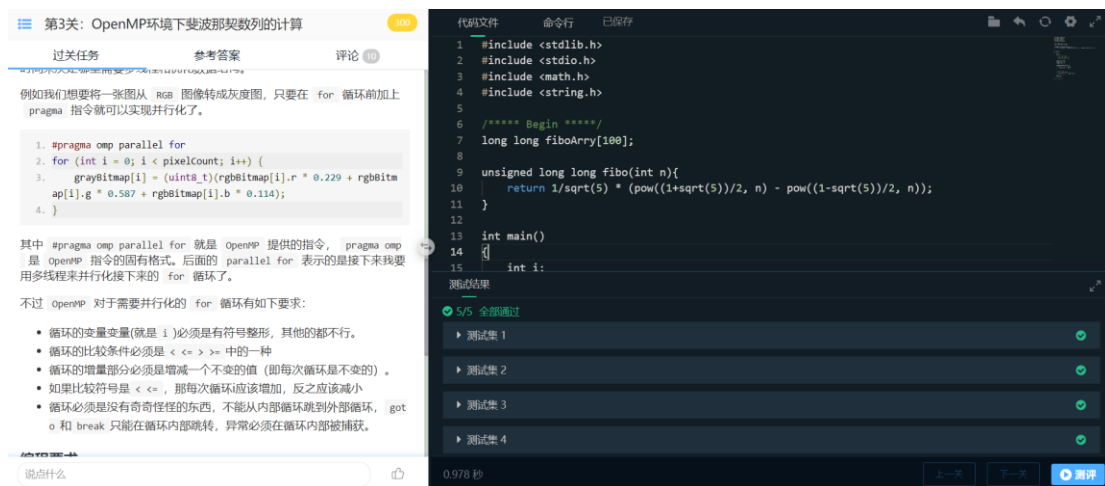 第3关：OpenMP环境下斐波那契数列的计算
300
过关任务
参考答案
评论 10
例如我们想要将一张图从 RGB 图像转成灰度图，只要在 for 循环前加上
pragma 指令就可以实现并行化了。
1. #pragma omp parallel for
2. for (int i = 0; i < pixelCount; i++) {
3. grayBitmap[i] = (uint8_t)(rgbBitmap[i].r * 0.229 + rgbBitm
ap[i].g * 0.587 + rgbBitmap[i].b * 0.114);
4. }
其中 #pragma omp parallel for 就是 OpenMP 提供的指令， pragma omp
是 OpenMP 指令的固有格式。后面的 parallel for 表示的是接下来我要
用多线程来并行化接下来的 for 循环了。
不过 OpenMP 对于需要并行化的 for 循环有如下要求：
• 循环的变量变量(就是 i )必须是有符号整形，其他的都不行。
• 循环的比较条件必须是 < <= > >= 中的一种
• 循环的增量部分必须是增减一个不变的值（即每次循环是不变的）。
• 如果比较符号是 < <= ，那每次循环i应该增加，反之应该减小
• 循环必须是没有奇奇怪怪的东西，不能从内部循环跳到外部循环， got
o 和 break 只能在循环内部跳转，异常必须在循环内部被捕获。
说点什么
代码文件
命令行
已保存
1 #include <stdlib.h>
2 #include <stdio.h>
3 #include <math.h>
4 #include <string.h>
5
6 /***** Begin *****/
7 long long fiboArry[100];
8
9 unsigned long long fibo(int n){
10 return 1/sqrt(5) * (pow((1+sqrt(5))/2, n) - pow((1-sqrt(5))/2, n));
11 }
12
13 int main()
14 {
15 int i;
测试结果
5/5 全部通过
测试集 1
测试集 2
测试集 3
测试集 4
0.978 秒
上一关
下一关
测评